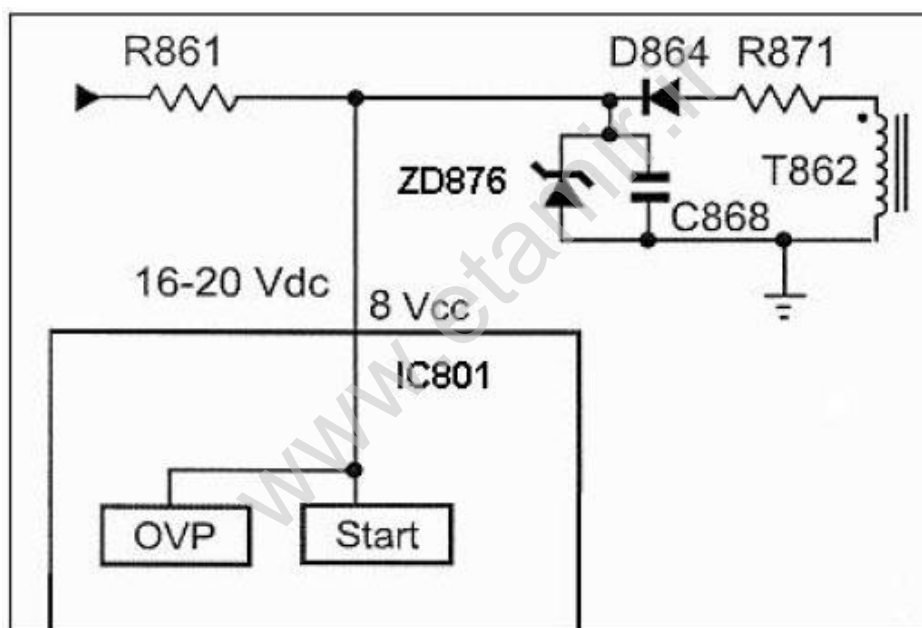 R861
D864 R871
ZD876
T862
C868
16-20 Vdc
8 Vcc
IC801
OVP
Start
www.etamir.ir